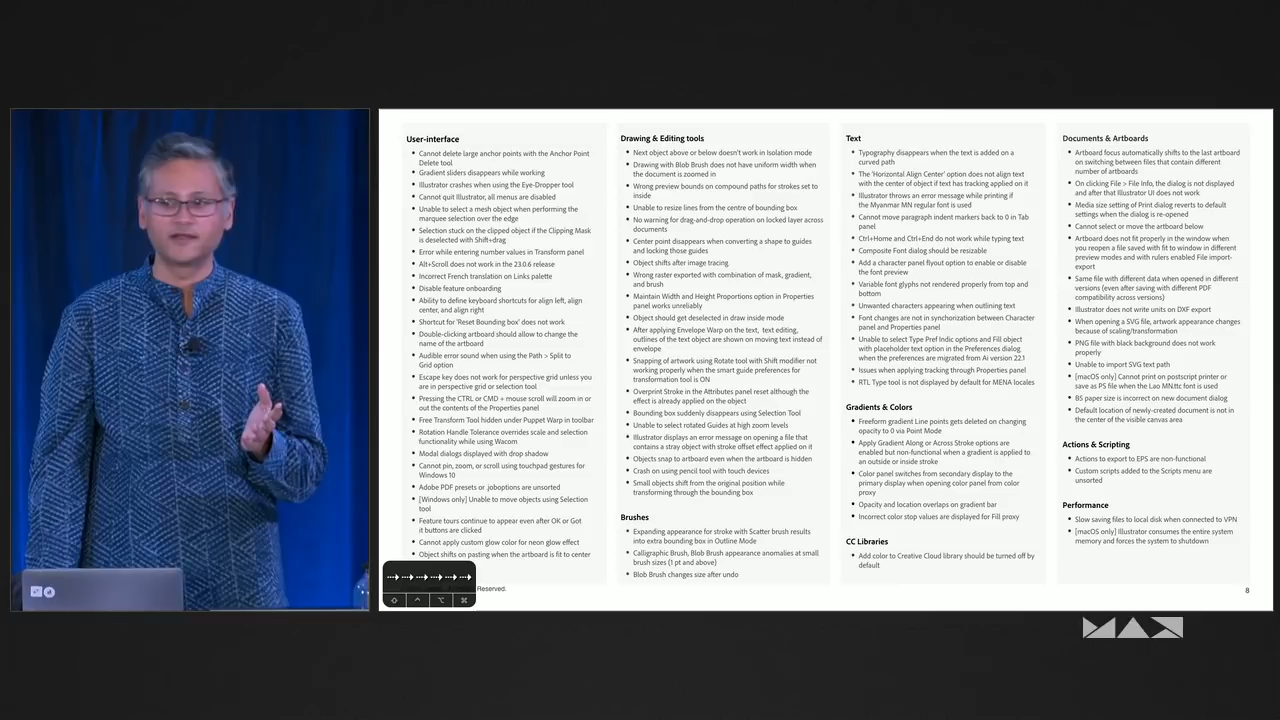 User-interface
Cannot delete large anchor points with the Anchor Point
Delete tool
Gradient sliders disappears while working
Illustrator crashes when using the Eye-Dropper tool
Cannot quit Illustrator, all menus are disabled
Unable to select a mesh object when performing the
marquee selection over the edge
Selection stuck on the clipped object if the Clipping Mask
is deselected with Shift+drag
Error while entering number values in Transform panel
Alt+Scroll does not work in the 23.0.6 release
Incorrect French translation on Links palette
Disable feature onboarding
Ability to define keyboard shortcuts for align left, align
center, and align right
Shortcut for 'Reset Bounding box' does not work
Double-clicking artboard should allow to change the
name of the artboard
Audible error sound when using the Path > Split to
Grid option
Escape key does not work for perspective grid unless you
are in perspective grid or selection tool
Pressing the CTRL or CMD + mouse scroll will zoom in or
out the contents of the Properties panel
Free Transform Tool hidden under Puppet Warp in toolbar
Rotation Handle Tolerance overrides scale and selection
functionality while using Wacom
Modal dialogs displayed with drop shadow
Cannot pin, zoom, or scroll using touchpad gestures for
Windows 10
Adobe PDF presets or .joboptions are unsorted
[Windows only] Unable to move objects using Selection
tool
Feature tours continue to appear even after OK or Got
it buttons are clicked
Cannot apply custom glow color for neon glow effect
Object shifts on pasting when the artboard is fit to center
Drawing & Editing tools
Next object above or below doesn't work in Isolation mode
Drawing with Blob Brush does not have uniform width when
the document is zoomed in
Wrong preview bounds on compound paths for strokes set to
inside
Unable to resize lines from the centre of bounding box
No warning for drag-and-drop operation on locked layer across
documents
Center point disappears when converting a shape to guides
and locking those guides
Object shifts after image tracing
Wrong raster exported with combination of mask, gradient,
and brush
Maintain Width and Height Proportions option in Properties
panel works unreliably
Object should get deselected in draw inside mode
After applying Envelope Warp on the text, text editing,
outlines of the text object are shown on moving text instead of
envelope
Snapping of artwork using Rotate tool with Shift modifier not
working properly when the smart guide preferences for
transformation tool is ON
Overprint Stroke in the Attributes panel reset although the
effect is already applied on the object
Bounding box suddenly disappears using Selection Tool
Unable to select rotated Guides at high zoom levels
Illustrator displays an error message on opening a file that
contains a stray object with stroke offset effect applied on it
Objects snap to artboard even when the artboard is hidden
Crash on using pencil tool with touch devices
Small objects shift from the original position while
transforming through the bounding box
Brushes
Expanding appearance for stroke with Scatter brush results
into extra bounding box in Outline Mode
Calligraphic Brush, Blob Brush appearance anomalies at small
brush sizes (1 pt and above)
Blob Brush changes size after undo
Text
Typography disappears when the text is added on a
curved path
The 'Horizontal Align Center' option does not align text
with the center of object if text has tracking applied on it
Illustrator throws an error message while printing if
the Myanmar MN regular font is used
Cannot move paragraph indent markers back to 0 in Tab
panel
Ctrl+Home and Ctrl+End do not work while typing text
Composite Font dialog should be resizable
Add a character panel flyout option to enable or disable
the font preview
Variable font glyphs not rendered properly from top and
bottom
Unwanted characters appearing when outlining text
Font changes are not in synchorization between Character
panel and Properties panel
Unable to select Type Pref Indic options and Fill object
with placeholder text option in the Preferences dialog
when the preferences are migrated from Ai version 22.1
Issues when applying tracking through Properties panel
RTL Type tool is not displayed by default for MENA locales
Gradients & Colors
Freeform gradient Line points gets deleted on changing
opacity to 0 via Point Mode
Apply Gradient Along or Across Stroke options are
enabled but non-functional when a gradient is applied to
an outside or inside stroke
Color panel switches from secondary display to the
primary display when opening color panel from color
proxy
Opacity and location overlaps on gradient bar
Incorrect color stop values are displayed for Fill proxy
CC Libraries
Add color to Creative Cloud library should be turned off by
default
Documents & Artboards
Artboard focus automatically shifts to the last artboard
on switching between files that contain different
number of artboards
On clicking File > File Info, the dialog is not displayed
and after that Illustrator UI does not work
Media size setting of Print dialog reverts to default
settings when the dialog is re-opened
Cannot select or move the artboard below
Artboard does not fit properly in the window when
you reopen a file saved with fit to window in different
preview modes and with rulers enabled File import-
export
Same file with different data when opened in different
versions (even after saving with different PDF
compatibility across versions)
Illustrator does not write units on DXF export
When opening a SVG file, artwork appearance changes
because of scaling/transformation
PNG file with black background does not work
properly
Unable to import SVG text path
[macOS only] Cannot print on postscript printer or
save as PS file when the Lao MN.ttc font is used
B5 paper size is incorrect on new document dialog
Default location of newly-created document is not in
the center of the visible canvas area
Actions & Scripting
Actions to export to EPS are non-functional
Custom scripts added to the Scripts menu are
unsorted
Performance
Slow saving files to local disk when connected to VPN
[macOS only] Illustrator consumes the entire system
memory and forces the system to shutdown
Reserved.
8
MAX